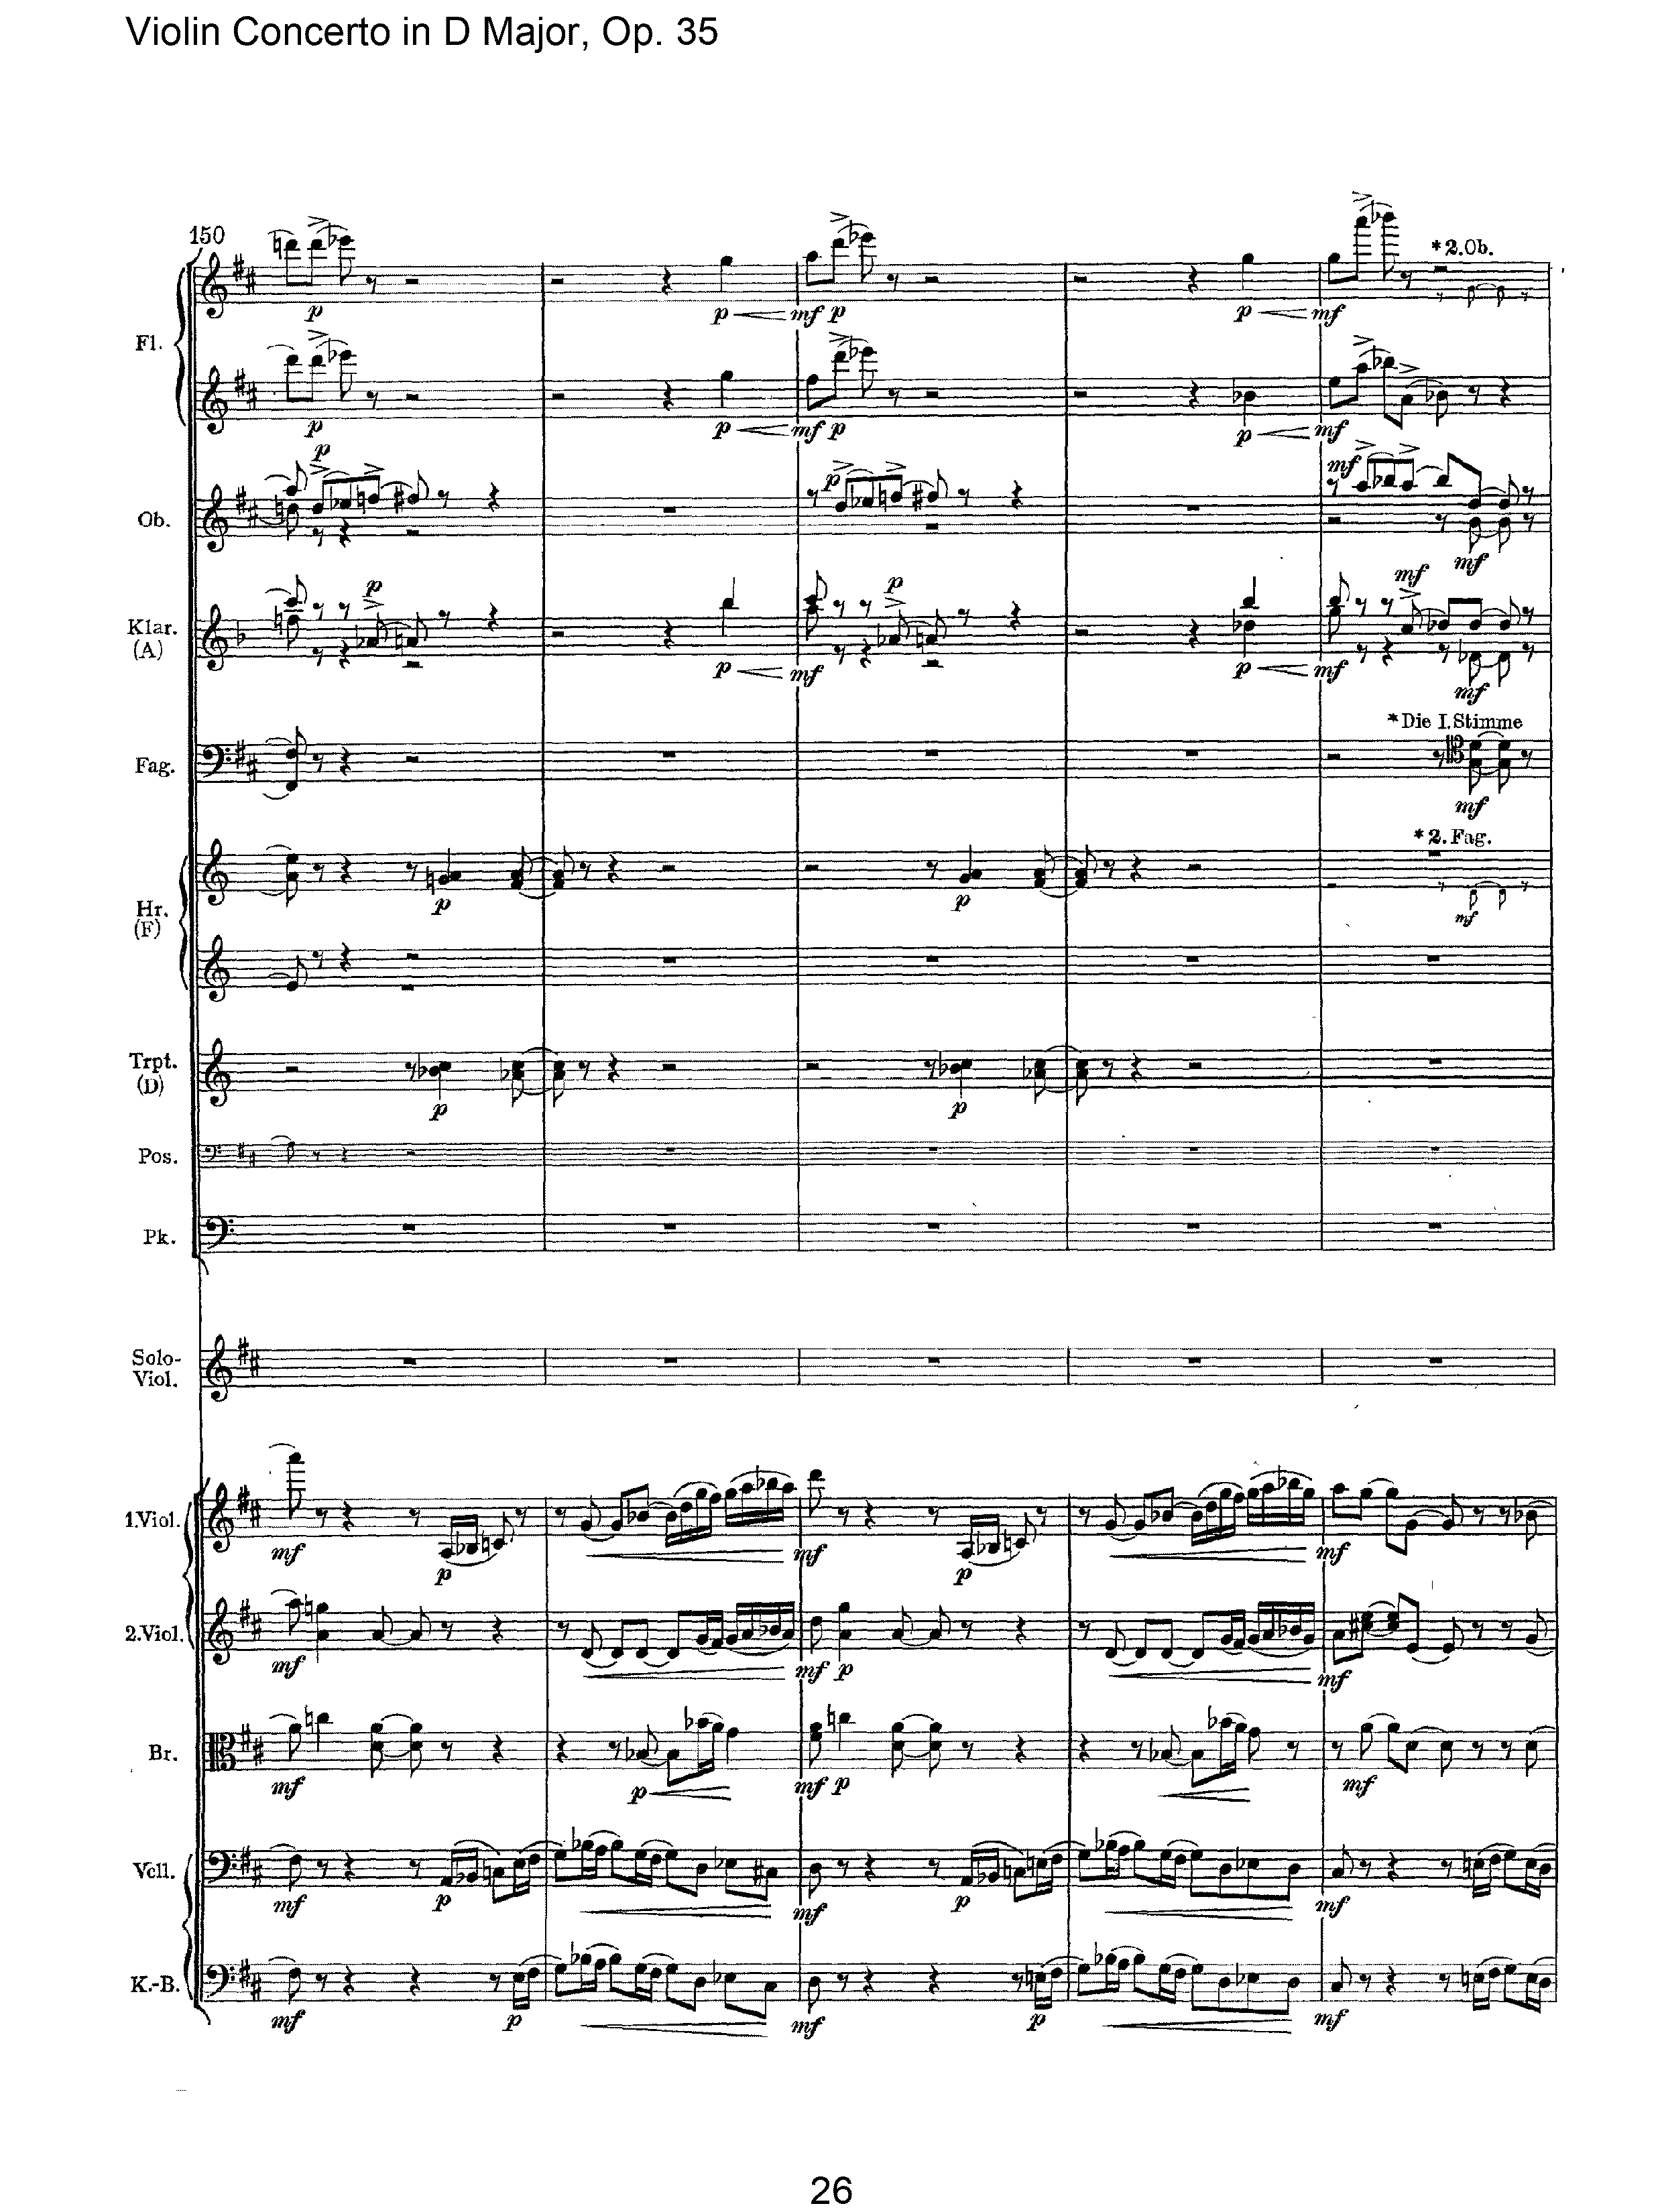 Violin Concerto in D Major, Op. 35
150
*2.Ob.
p
p < mf p
p < mf
Fl.
p
p < mf p
p < mf
p
p
mf
Ob.
mf
p
p
mf
Klar.
(A)
p < mf
p < mf
mf
*Die I. Stimme
Fag.
mf
*2. Fag.
p
p
mf
Hr.
(F)
Trpt.
(D)
p
p
Pos.
Pk.
Solo-
Viol.
1.Viol.
mf
p
mf
p
mf
2.Viol.
mf
mf p
mf
Br.
mf
p
mf p
mf
Vcll.
mf
p
mf
p
mf
K.-B.
mf
p
mf
p
mf
26